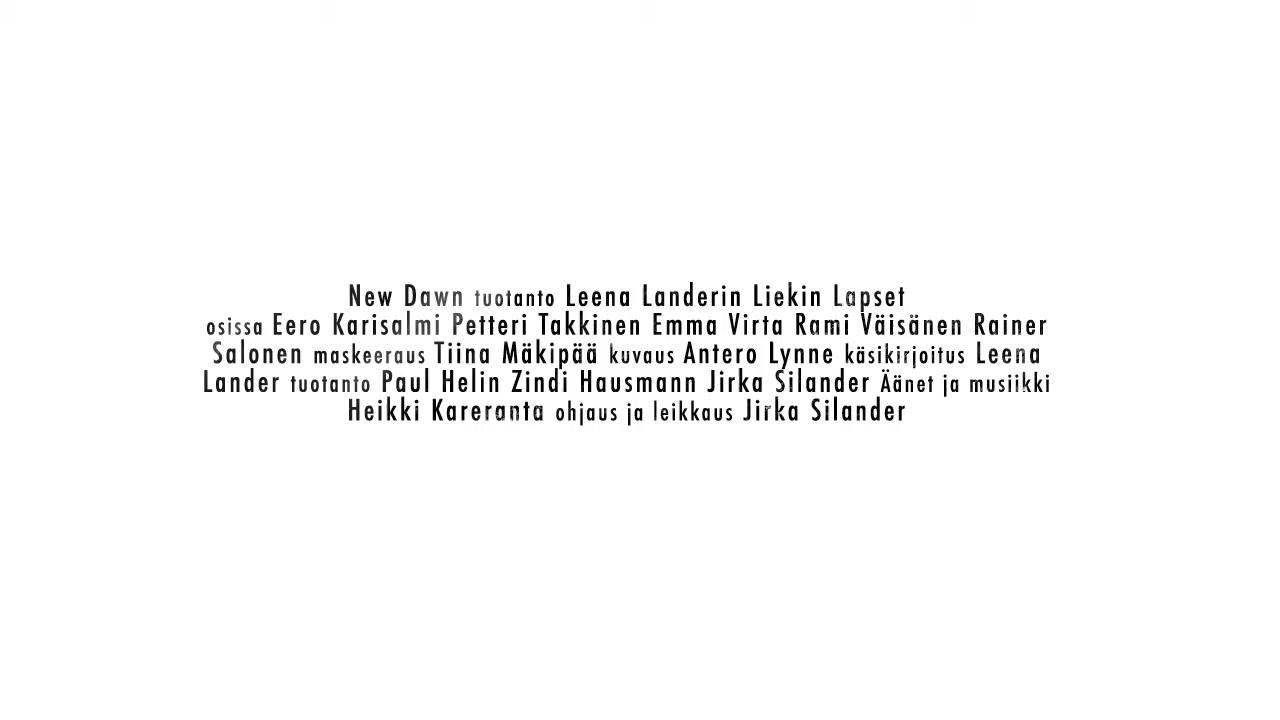 New Dawn tuotanto Leena Landerin Liekin Lapset
osissa Eero Karisalmi Petteri Takkinen Emma Virta Rami Väisänen Rainer
Salonen maskeeraus Tiina Mäkipää kuvaus Antero Lynne käsikirjoitus Leena
Lander tuotanto Paul Helin Zindi Hausmann Jirka Silander Äänet ja musiikki
Heikki Kareranta ohjaus ja leikkaus Jirka Silander